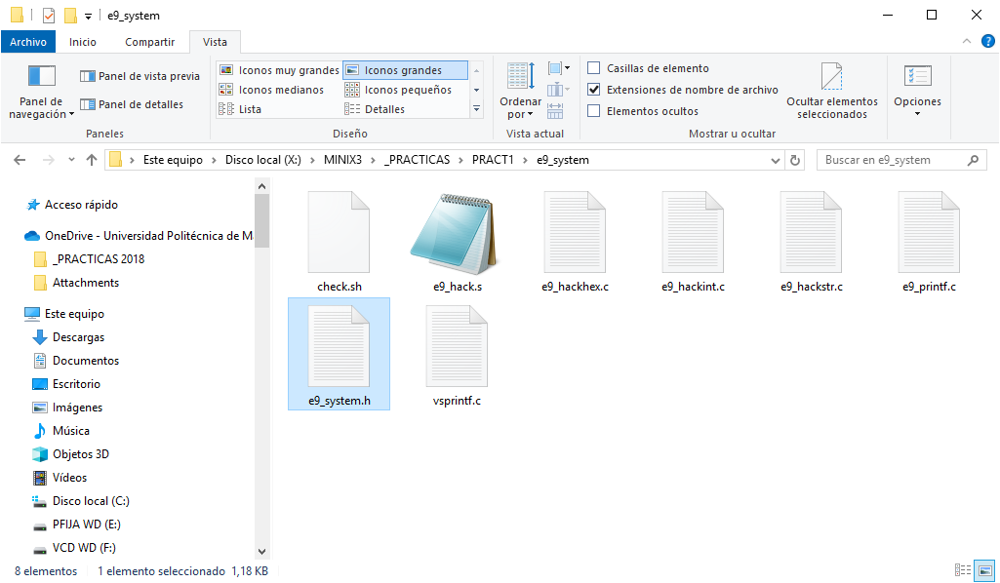 e9_system
Archivo Inicio Compartir Vista
Panel de navegación
Panel de vista previa
Panel de detalles
Paneles
Iconos muy grandes Iconos grandes
Iconos medianos Iconos pequeños
Lista Detalles
Diseño
Ordenar por
Vista actual
Casillas de elemento
Extensiones de nombre de archivo
Elementos ocultos
Ocultar elementos seleccionados
Mostrar u ocultar
Opciones
Este equipo > Disco local (X:) > MINIX3 > _PRACTICAS > PRACT1 > e9_system
Buscar en e9_system
Acceso rápido
OneDrive - Universidad Politécnica de M
_PRACTICAS 2018
Attachments
Este equipo
Descargas
Documentos
Escritorio
Imágenes
Música
Objetos 3D
Vídeos
Disco local (C:)
PFIJA WD (E:)
VCD WD (F:)
check.sh e9_hack.s e9_hackhex.c e9_hackint.c e9_hackstr.c e9_printf.c
e9_system.h vsprintf.c
8 elementos 1 elemento seleccionado 1,18 KB